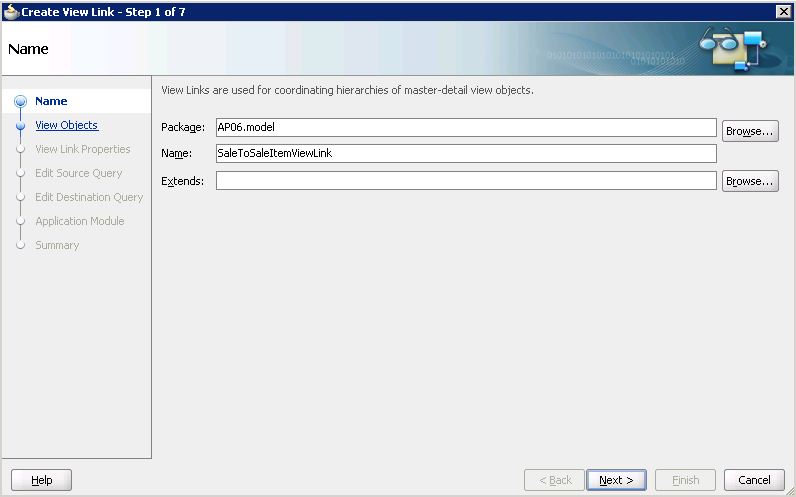 Create View Link - Step 1 of 7
Name
01010101010101010101010101
0101010101010
Name
View Objects
View Link Properties
Edit Source Query
Edit Destination Query
Application Module
Summary
View Links are used for coordinating hierarchies of master-detail view objects.
Package: AP06.model Browse...
Name: SaleToSaleItemViewLink
Extends: Browse...
Help < Back Next > Finish Cancel